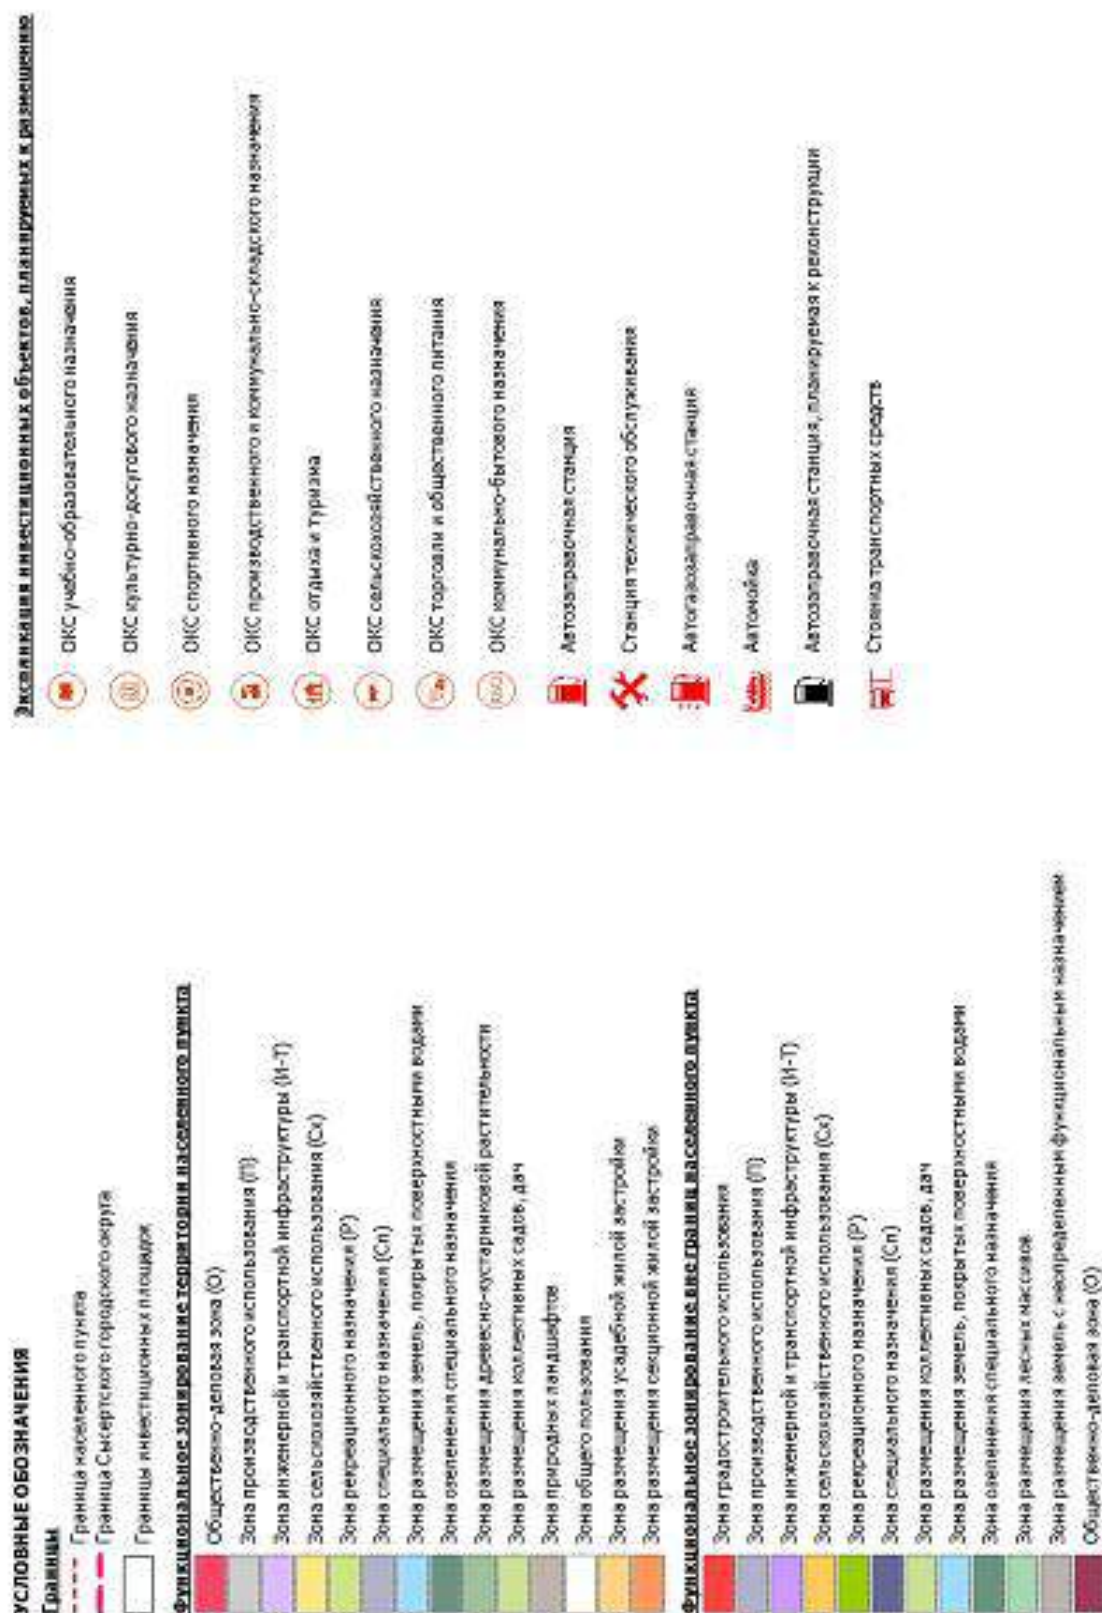 УСЛОВНЫЕ ОБОЗНАЧЕНИЯ
Границы
Граница населенного пункта
Граница Сысертского городского округа
Границы инвестиционных площадок
Функциональное зонирование территории населенного пункта
Общественно-деловая зона (О)
Зона производственного использования (П)
Зона инженерной и транспортной инфраструктуры (И-Т)
Зона сельскохозяйственного использования (Сх)
Зона рекреационного назначения (Р)
Зона специального назначения (Сп)
Зона размещения земель, покрытых поверхностными водами
Зона озеленения специального назначения
Зона размещения древесно-кустарниковой растительности
Зона размещения коллективных садов, дач
Зона природных ландшафтов
Зона общего пользования
Зона размещения усадебной жилой застройки
Зона размещения секционной жилой застройки
Функциональное зонирование вне границ населенного пункта
Зона градостроительного использования
Зона производственного использования (П)
Зона инженерной и транспортной инфраструктуры (И-Т)
Зона сельскохозяйственного использования (Сх)
Зона рекреационного назначения (Р)
Зона специального назначения (Сп)
Зона размещения коллективных садов, дач
Зона размещения земель, покрытых поверхностными водами
Зона озеленения специального назначения
Зона размещения лесных массивов
Зона размещения земель с неопределенным функциональным назначением
Общественно-деловая зона (О)
Экспликация инвестиционных объектов, планируемых к размещению
ОКС учебно-образовательного назначения
ОКС культурно-досугового назначения
ОКС спортивного назначения
ОКС производственного и коммунально-складского назначения
ОКС отдыха и туризма
ОКС сельскохозяйственного назначения
ОКС торговли и общественного питания
ОКС коммунально-бытового назначения
Автозаправочная станция
Станция технического обслуживания
Автогазозаправочная станция
Автомойка
Автозаправочная станция, планируемая к реконструкции
Стоянка транспортных средств